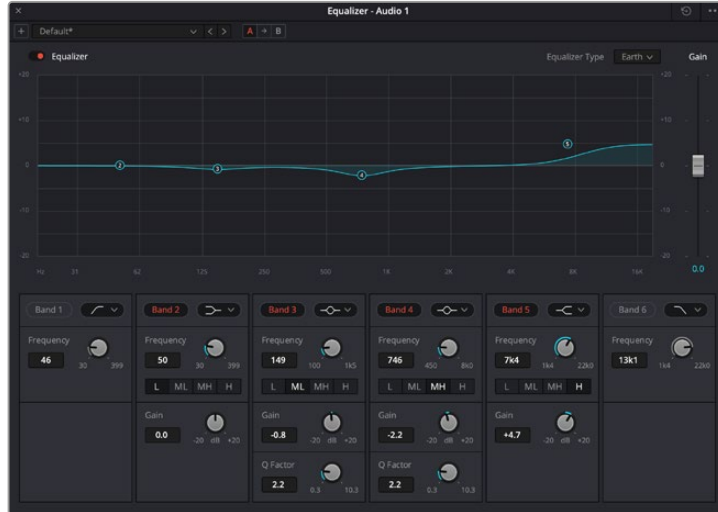 Equalizer - Audio 1
Default*
A B
Equalizer
Equalizer Type Earth Gain
+20 +20
+10 +10
0 0
-10 -10
-20 -20
Hz 31 62 125 250 500 1K 2K 4K 8K 16K
0.0
2 3 4 5
Band 1 Band 2 Band 3 Band 4 Band 5 Band 6
Frequency Frequency Frequency Frequency Frequency Frequency
46 30 399 50 30 399 149 100 1k5 746 450 8k0 7k4 1k4 22k0 13k1 1k4 22k0
L ML MH H L ML MH H L ML MH H L ML MH H
Gain Gain Gain Gain
0.0 -20 dB +20 -0.8 -20 dB +20 -2.2 -20 dB +20 +4.7 -20 dB +20
Q Factor Q Factor
2.2 0.3 10.3 2.2 0.3 10.3